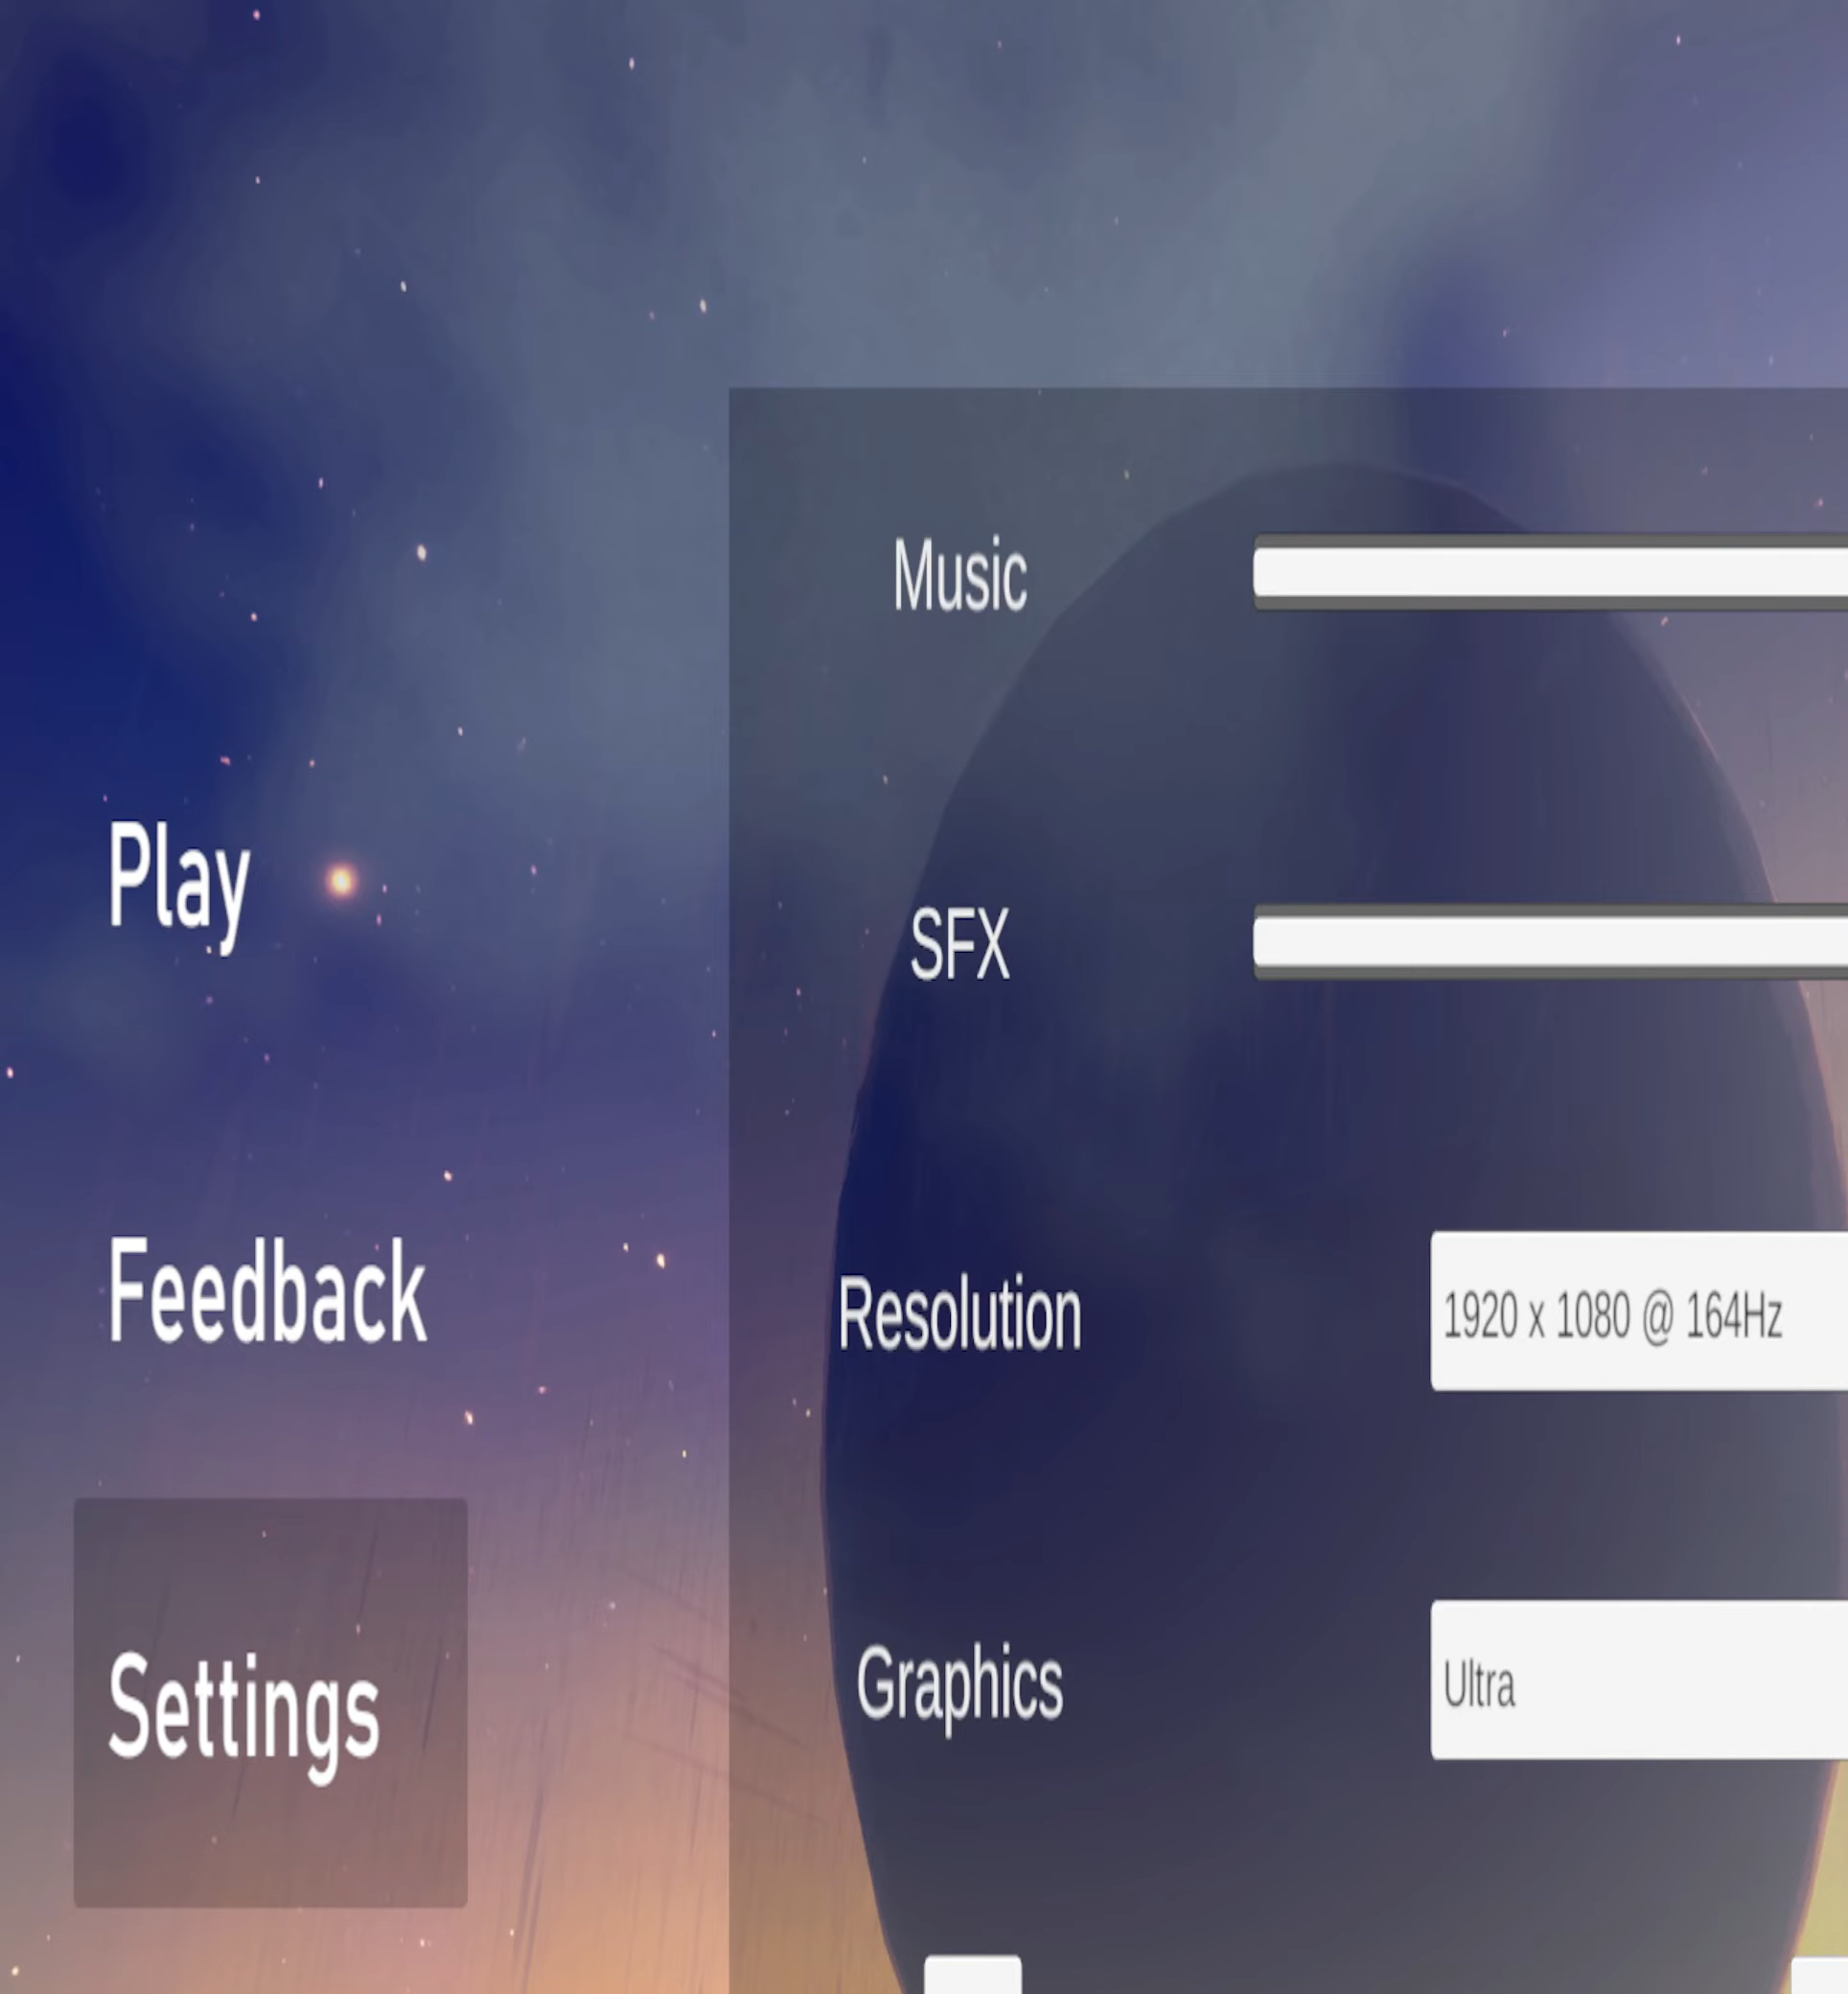 Play
Feedback
Settings
Music
SFX
Resolution
1920 x 1080 @ 164Hz
Graphics
Ultra